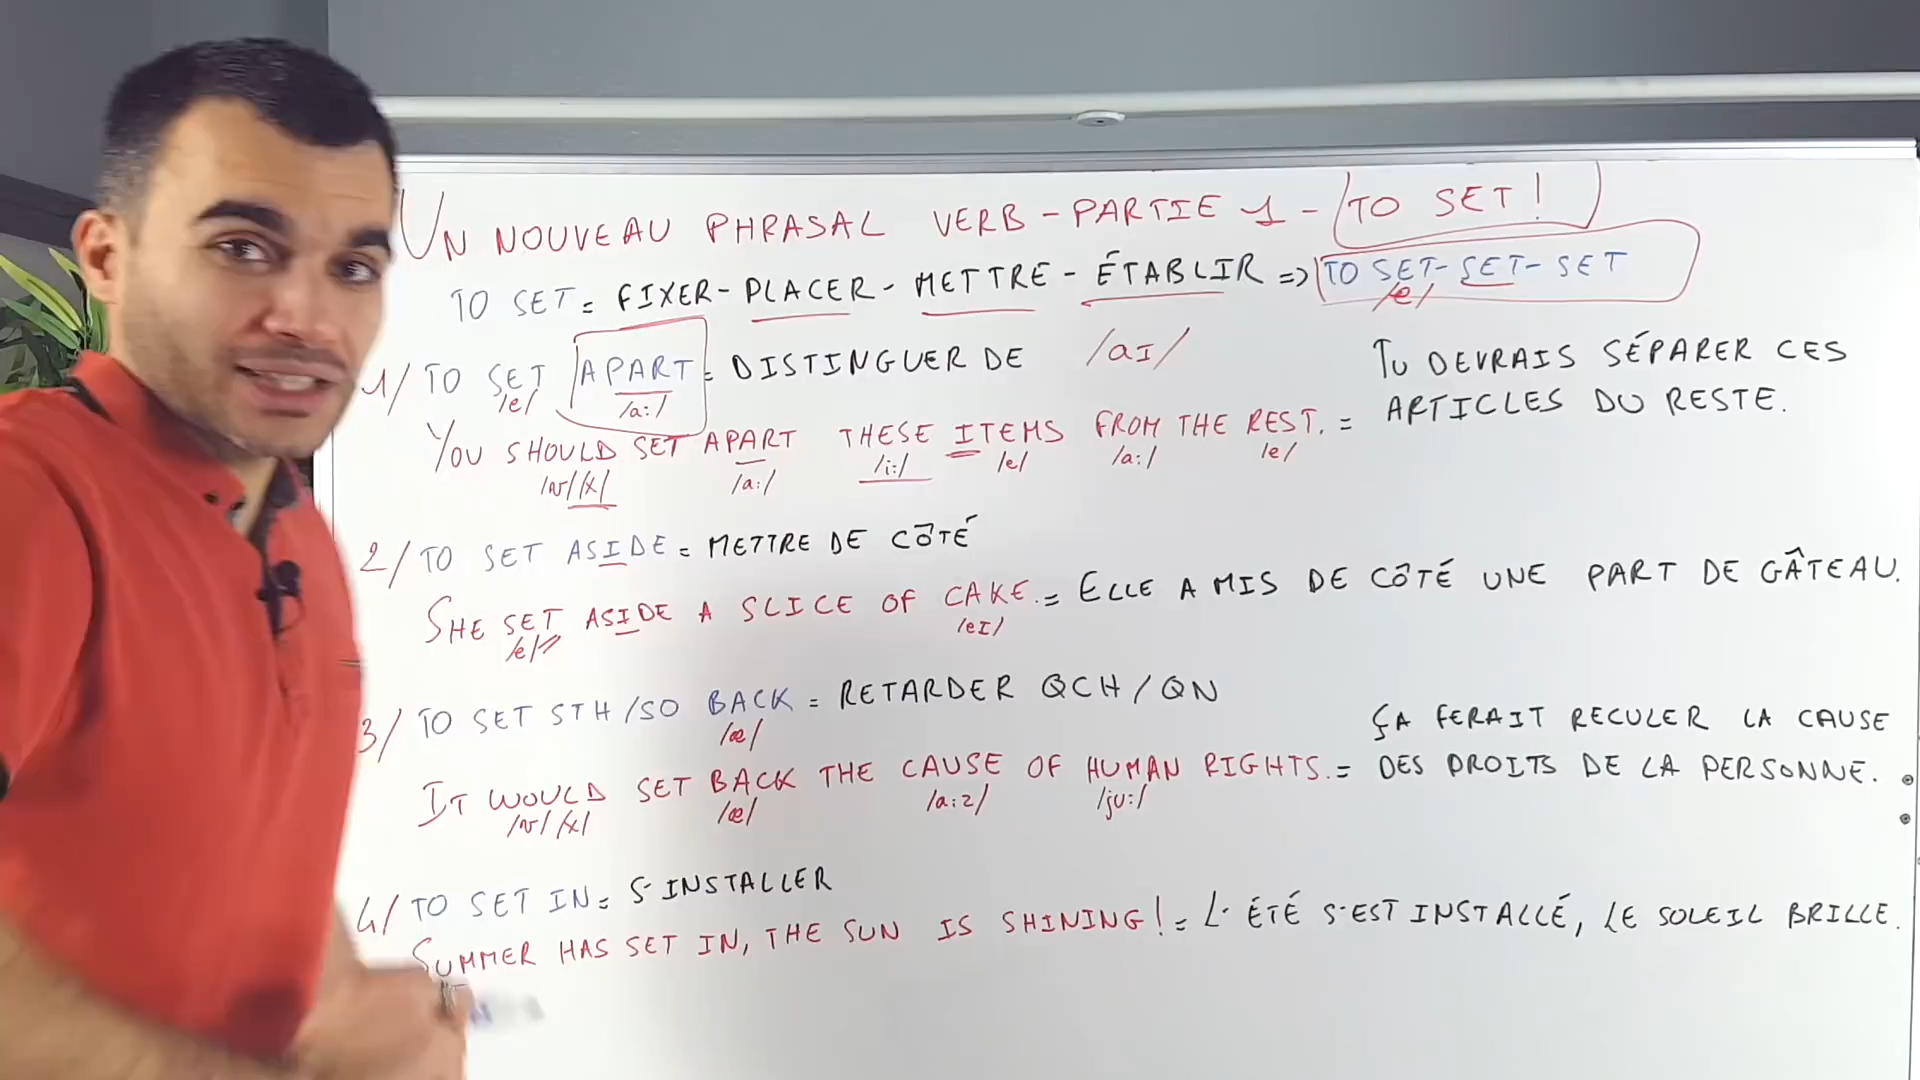 UN NOUVEAU PHRASAL VERB - PARTIE 1 - TO SET!
TO SET = FIXER - PLACER - METTRE - ÉTABLIR => TO SET - SET - SET
/e/
1/ TO SET APART = DISTINGUER DE /aI/
/e/ /a:/
YOU SHOULD SET APART THESE ITEMS FROM THE REST. =
/a:/ /i:/ /e/ /a:/ /e/
TU DEVRAIS SÉPARER CES
ARTICLES DU RESTE.
2/ TO SET ASIDE = METTRE DE CÔTÉ
SHE SET ASIDE A SLICE OF CAKE. = ELLE A MIS DE CÔTÉ UNE PART DE GÂTEAU.
/e/ /eI/
3/ TO SET STH/SO BACK = RETARDER QCH/QN
/æ/
IT WOULD SET BACK THE CAUSE OF HUMAN RIGHTS. =
/æ/ /a:z/ /ju:/
ÇA FERAIT RECULER LA CAUSE
DES DROITS DE LA PERSONNE.
4/ TO SET IN = S'INSTALLER
SUMMER HAS SET IN, THE SUN IS SHINING! = L'ÉTÉ S'EST INSTALLÉ, LE SOLEIL BRILLE.